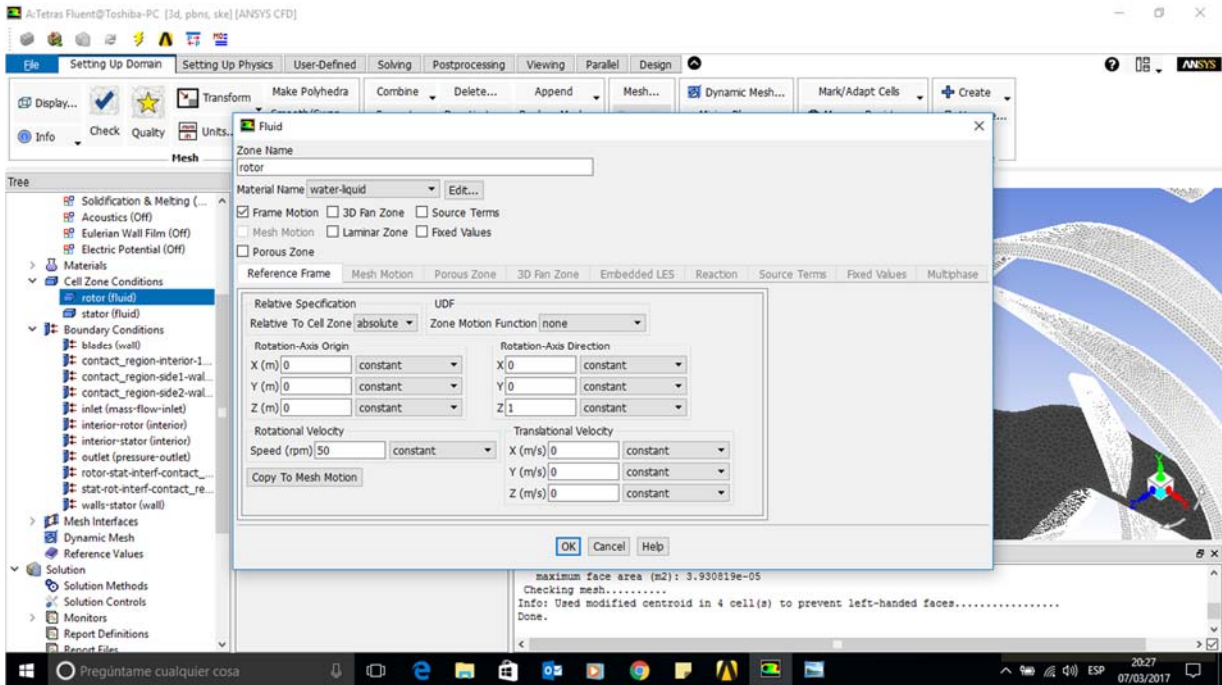 A:Tetras Fluent@Toshiba-PC [3d, pbns, ske] [ANSYS CFD]
File Setting Up Domain Setting Up Physics User-Defined Solving Postprocessing Viewing Parallel Design ANSYS
Display... Transform Make Polyhedra Combine Delete... Append Mesh... Dynamic Mesh... Mark/Adapt Cells Create
Info Check Quality Units...
Mesh
Fluid
Zone Name
rotor
Material Name water-liquid Edit...
Frame Motion 3D Fan Zone Source Terms
Mesh Motion Laminar Zone Fixed Values
Porous Zone
Reference Frame Mesh Motion Porous Zone 3D Fan Zone Embedded LES Reaction Source Terms Fixed Values Multiphase
Relative Specification UDF
Relative To Cell Zone absolute Zone Motion Function none
Rotation-Axis Origin Rotation-Axis Direction
X (m) 0 constant X 0 constant
Y (m) 0 constant Y 0 constant
Z (m) 0 constant Z 1 constant
Rotational Velocity Translational Velocity
Speed (rpm) 50 constant X (m/s) 0 constant
Copy To Mesh Motion Y (m/s) 0 constant
Z (m/s) 0 constant
OK Cancel Help
Tree
Solidification & Melting (...
Acoustics (Off)
Eulerian Wall Film (Off)
Electric Potential (Off)
Materials
Cell Zone Conditions
rotor (fluid)
stator (fluid)
Boundary Conditions
blades (wall)
contact_region-interior-1...
contact_region-side1-wal...
contact_region-side2-wal...
inlet (mass-flow-inlet)
interior-rotor (interior)
interior-stator (interior)
outlet (pressure-outlet)
rotor-stat-interf-contact_...
stat-rot-interf-contact_re...
walls-stator (wall)
Mesh Interfaces
Dynamic Mesh
Reference Values
Solution
Solution Methods
Solution Controls
Monitors
Report Definitions
Report Files
maximum face area (m2): 3.930819e-05
Checking mesh..........
Info: Used modified centroid in 4 cell(s) to prevent left-handed faces.................
Done.
Pregúntame cualquier cosa
ESP
20:27
07/03/2017